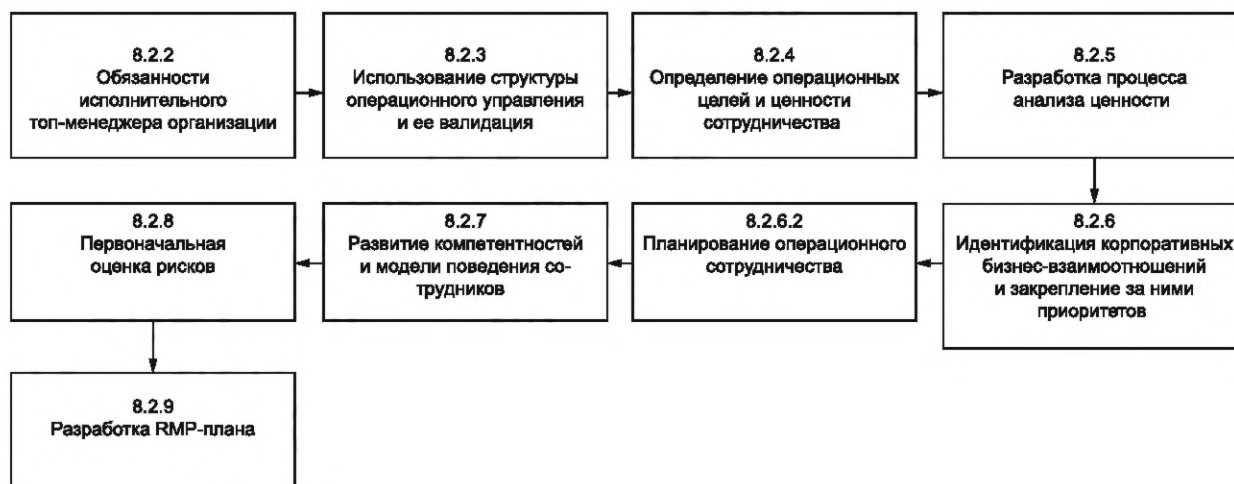 8.2.2
Обязанности
исполнительного
топ-менеджера организации
8.2.3
Использование структуры
операционного управления
и ее валидация
8.2.4
Определение операционных
целей и ценности
сотрудничества
8.2.5
Разработка процесса
анализа ценности
8.2.6
Идентификация корпоративных
бизнес-взаимоотношений
и закрепление за ними
приоритетов
8.2.6.2
Планирование операционного
сотрудничества
8.2.7
Развитие компетентностей
и модели поведения со-
трудников
8.2.8
Первоначальная
оценка рисков
8.2.9
Разработка RMP-плана